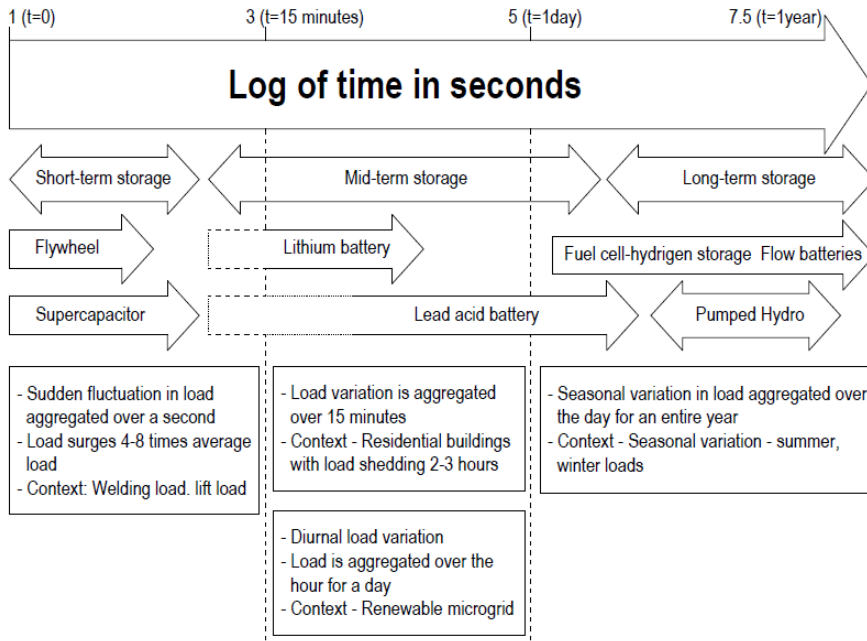 1 (t=0)
3 (t=15 minutes)
5 (t=1day)
7.5 (t=1year)
Log of time in seconds
Short-term storage
Mid-term storage
Long-term storage
Flywheel
Lithium battery
Fuel cell-hydrigen storage Flow batteries
Supercapacitor
Lead acid battery
Pumped Hydro
- Sudden fluctuation in load
aggregated over a second
- Load surges 4-8 times average
load
- Context: Welding load. lift load
- Load variation is aggregated
over 15 minutes
- Context - Residential buildings
with load shedding 2-3 hours
- Seasonal variation in load aggregated over
the day for an entire year
- Context - Seasonal variation - summer,
winter loads
- Diurnal load variation
- Load is aggregated over the
hour for a day
- Context - Renewable microgrid